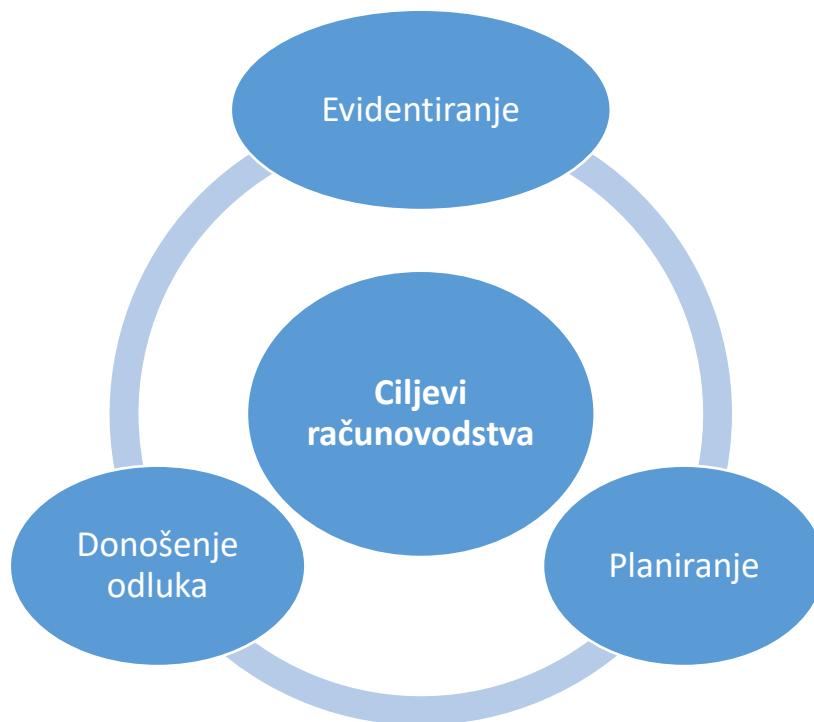 Evidentiranje
Ciljevi
računovodstva
Donošenje
odluka
Planiranje